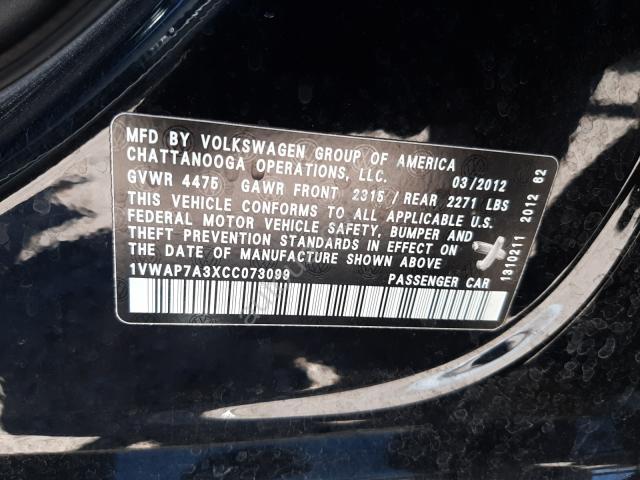 MFD BY VOLKSWAGEN GROUP OF AMERICA
CHATTANOOGA OPERATIONS, LLC. 03/2012
GVWR 4475 GAWR FRONT 2315 / REAR 2271 LBS
THIS VEHICLE CONFORMS TO ALL APPLICABLE U.S.
FEDERAL MOTOR VEHICLE SAFETY, BUMPER AND
THEFT PREVENTION STANDARDS IN EFFECT ON
THE DATE OF MANUFACTURE SHOWN ABOVE
1VWAP7A3XCC073099 PASSENGER CAR
1310211 2012 62